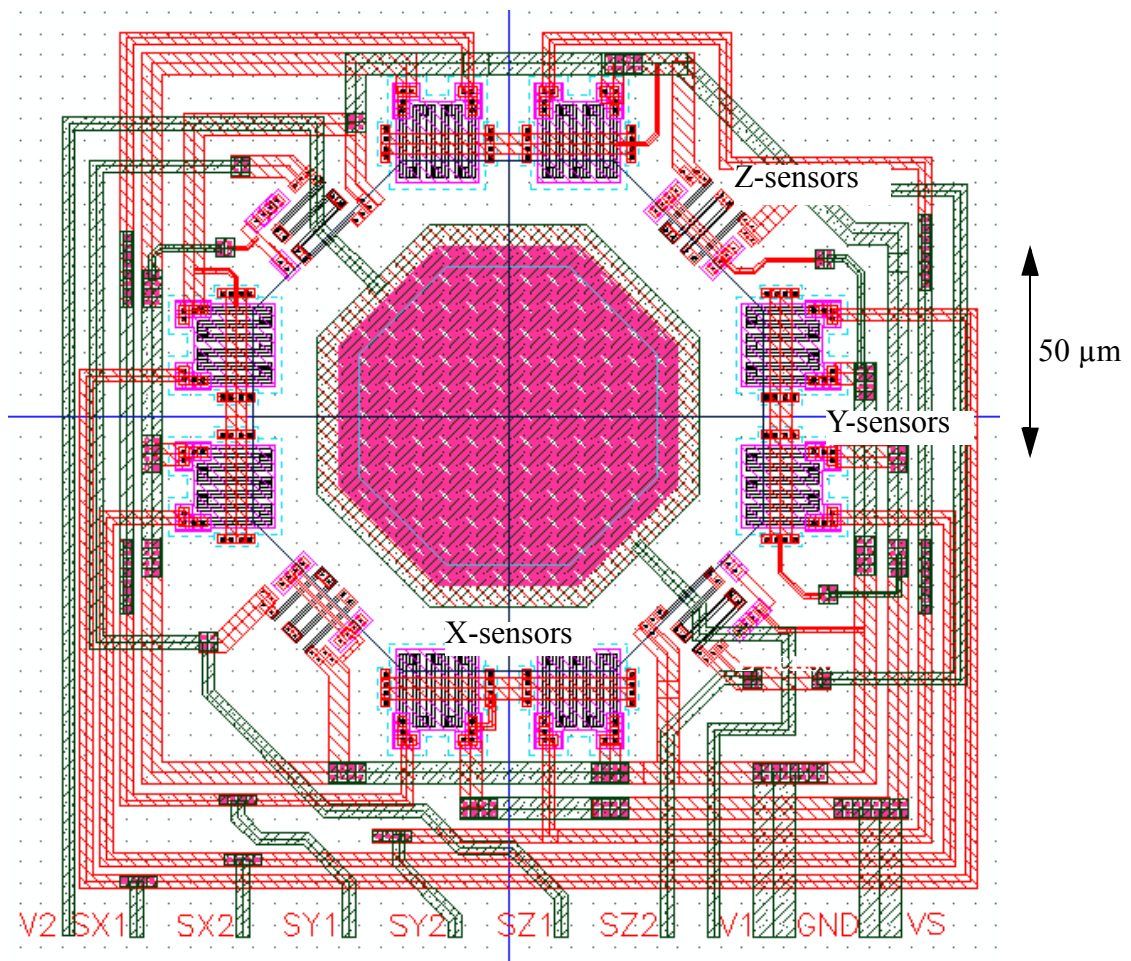 Z-sensors
50 µm
Y-sensors
X-sensors
V2 SX1 SX2 SY1 SY2 SZ1 SZ2 V1 GND VS